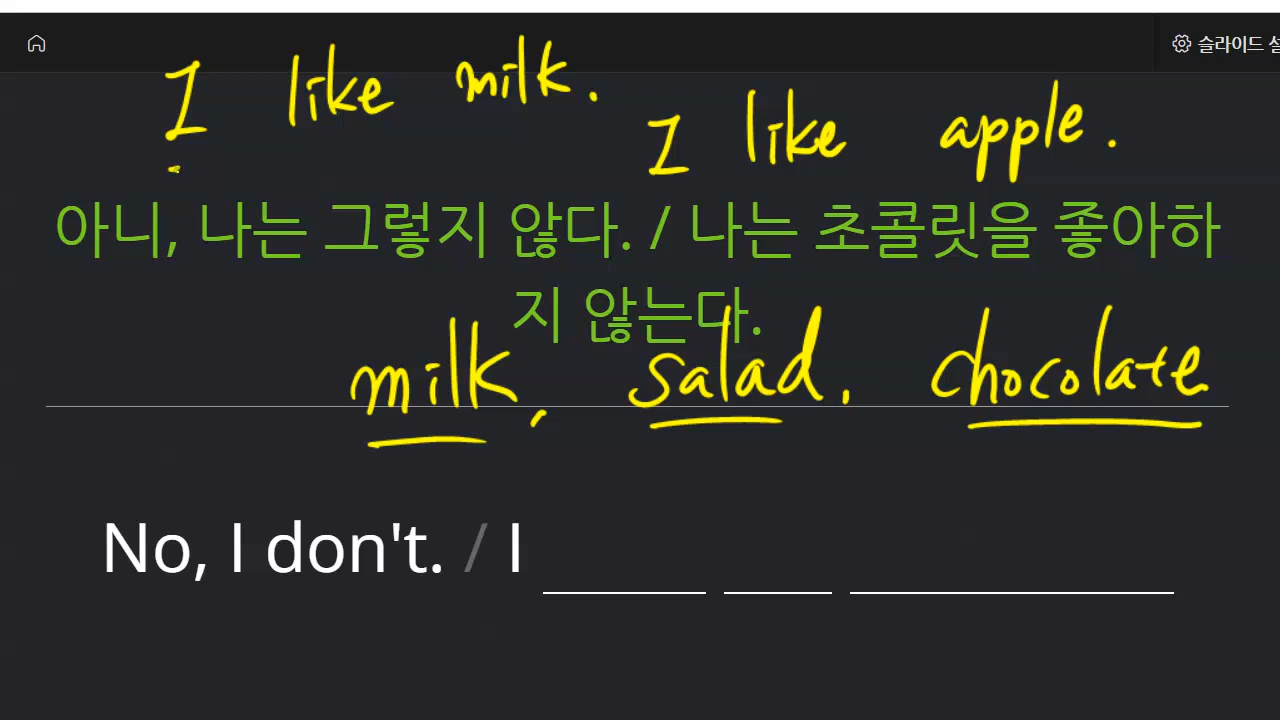 슬라이드 설
I like milk.
I like apple.
아니, 나는 그렇지 않다. / 나는 초콜릿을 좋아하
지 않는다.
milk, salad, chocolate
No, I don't. / I